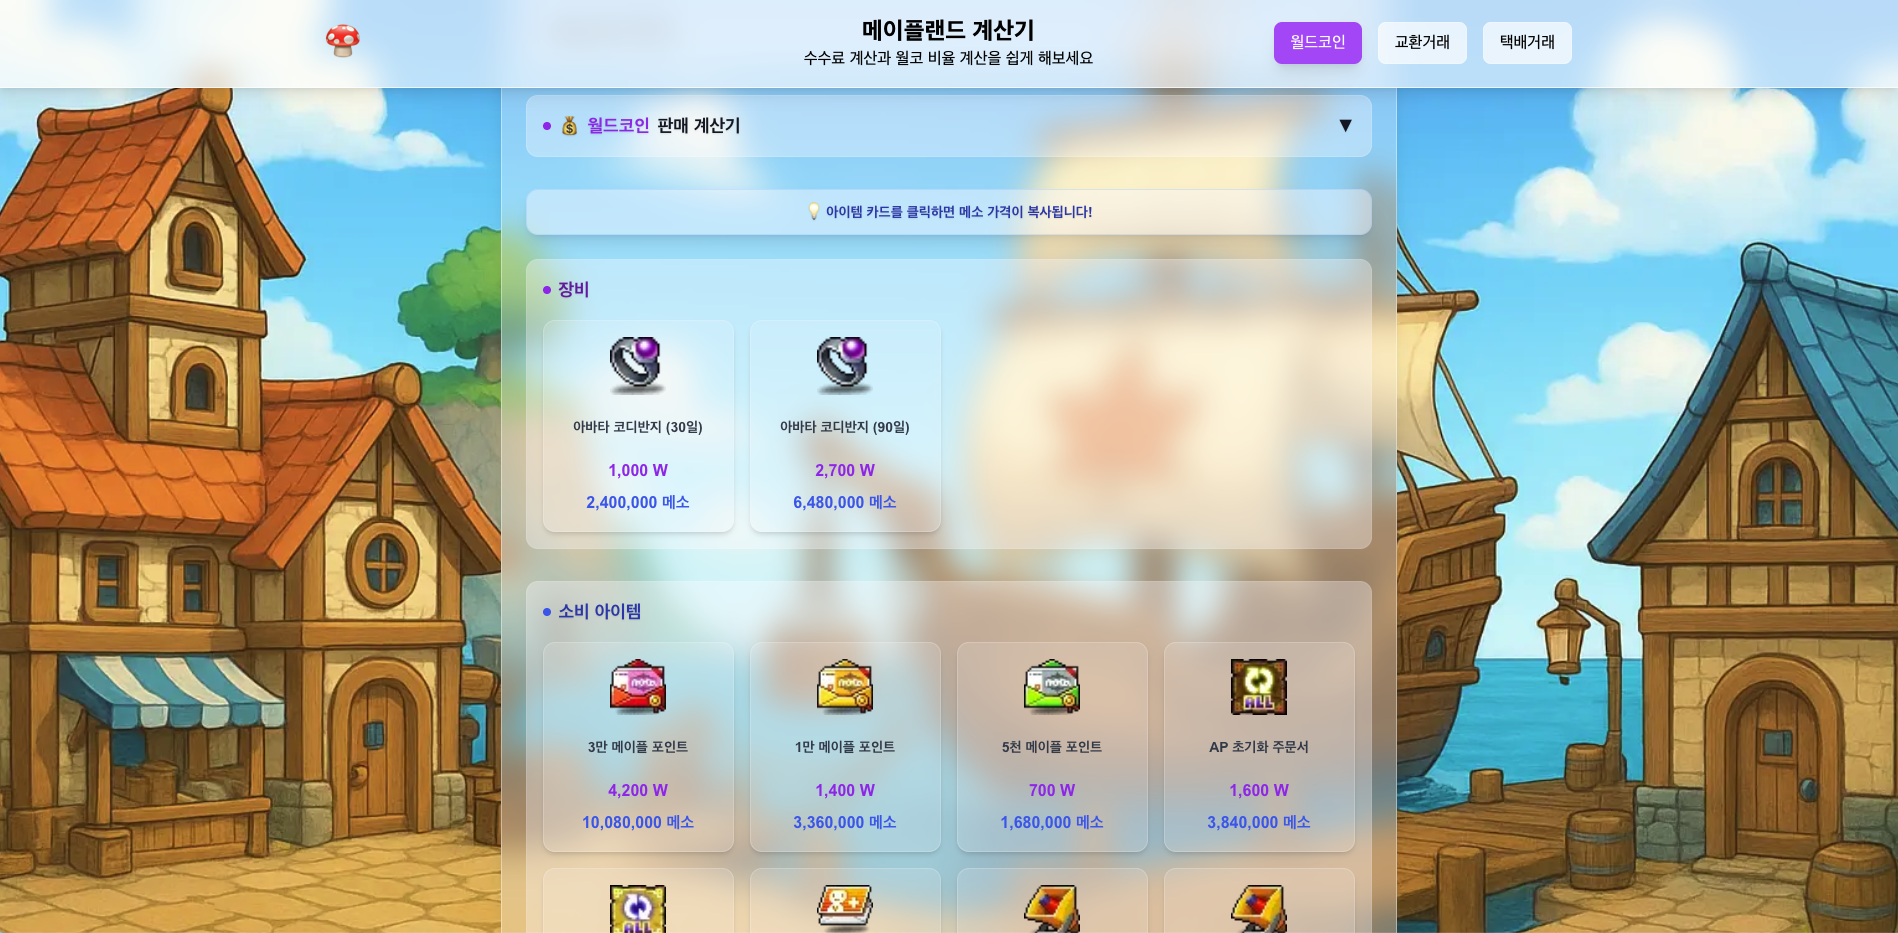 메이플랜드 계산기
수수료 계산과 월코 비율 계산을 쉽게 해보세요
월드코인
교환거래
택배거래
월드코인 판매 계산기
▼
아이템 카드를 클릭하면 메소 가격이 복사됩니다!
장비
아바타 코디반지 (30일)
1,000 W
2,400,000 메소
아바타 코디반지 (90일)
2,700 W
6,480,000 메소
소비 아이템
3만 메이플 포인트
4,200 W
10,080,000 메소
1만 메이플 포인트
1,400 W
3,360,000 메소
5천 메이플 포인트
700 W
1,680,000 메소
ALL
AP 초기화 주문서
1,600 W
3,840,000 메소
ALL